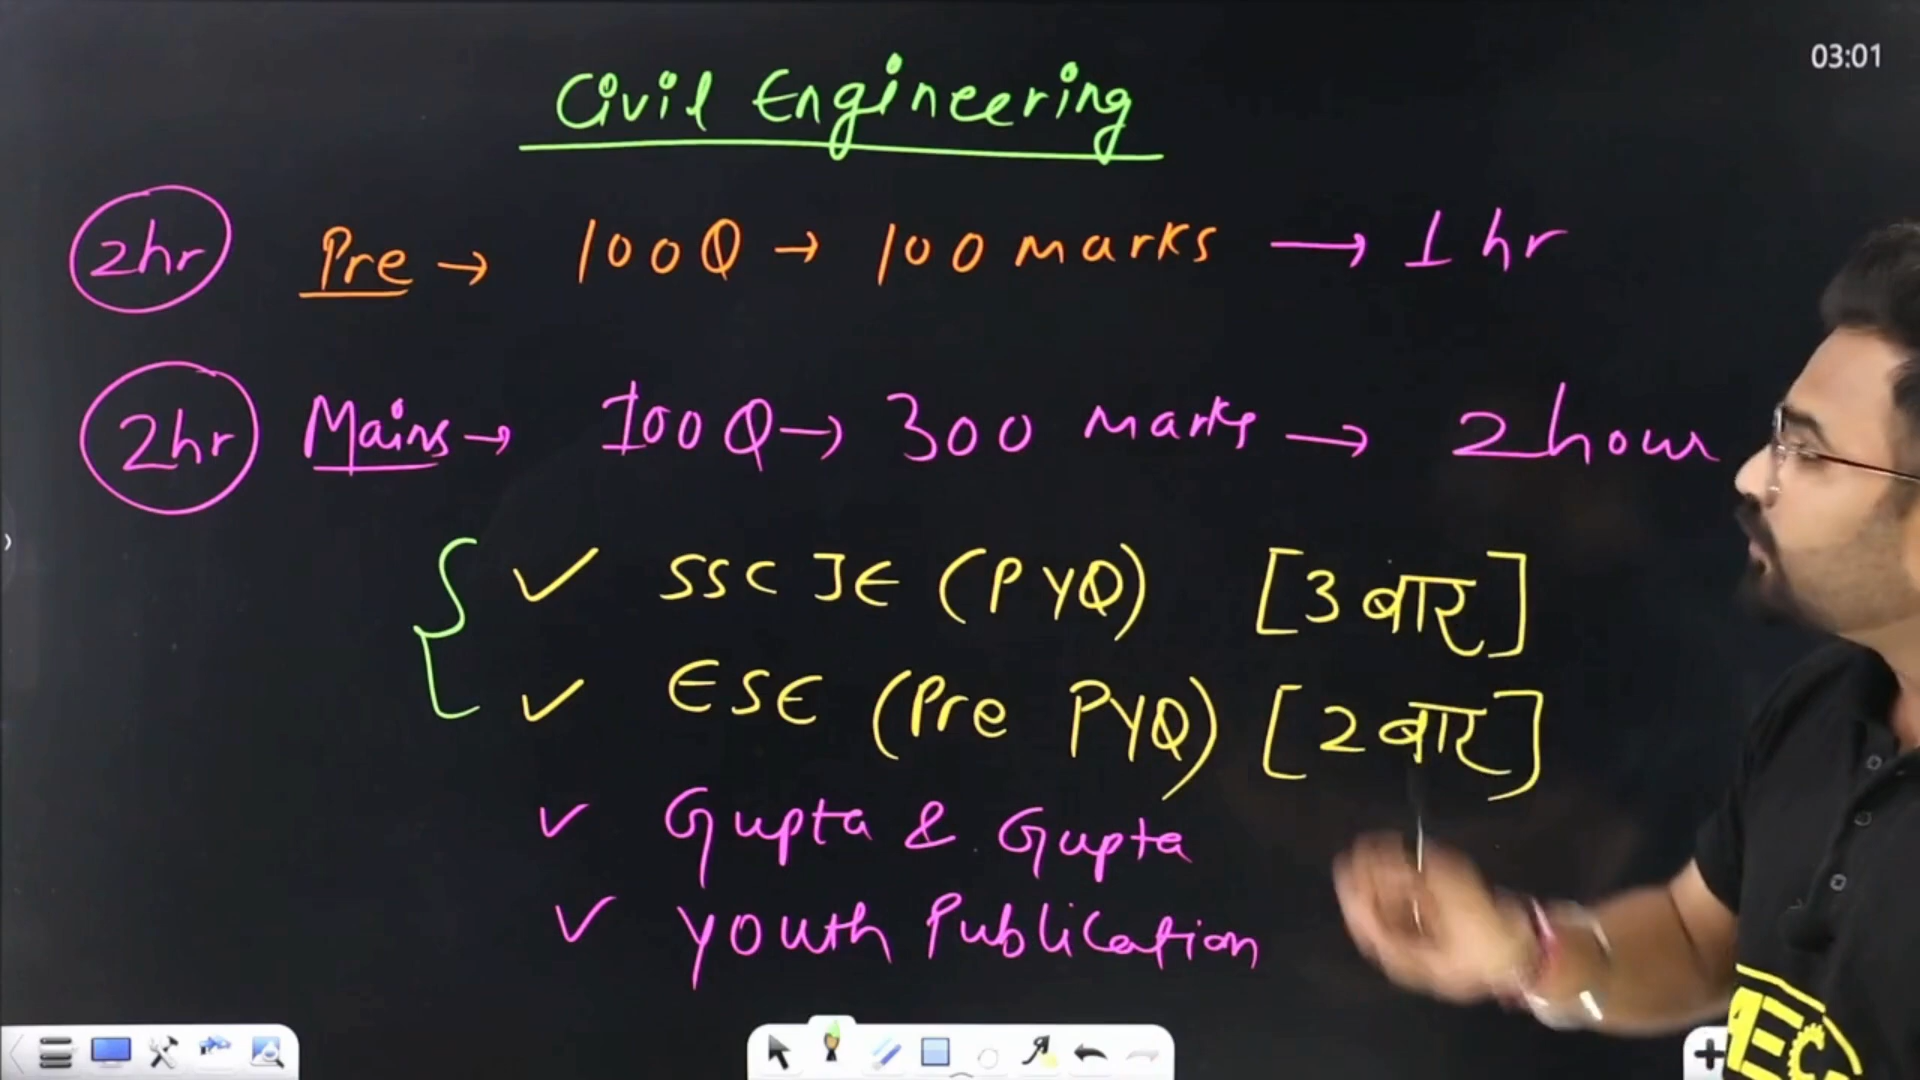 03:01
Civil Engineering
2hr Pre → 100Q → 100 marks → 1 hr
2hr Mains → 100Q → 300 marks → 2 hour
✓ SSC JE (PYQ) [3 बार]
✓ ESE (Pre PYQ) [2 बार]
✓ Gupta & Gupta
✓ Youth Publication